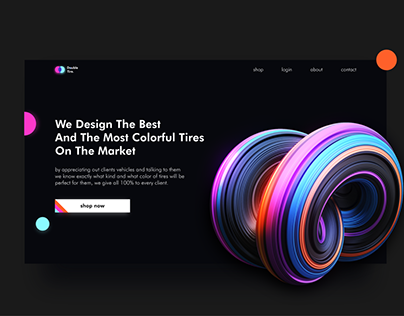 Double
Tire.
shop login about contact
We Design The Best
And The Most Colorful Tires
On The Market
by appreciating out clients vehicles and talking to them
we know exactly what kind and what color of tires will be
perfect for them, we give all 100% to every client.
shop now